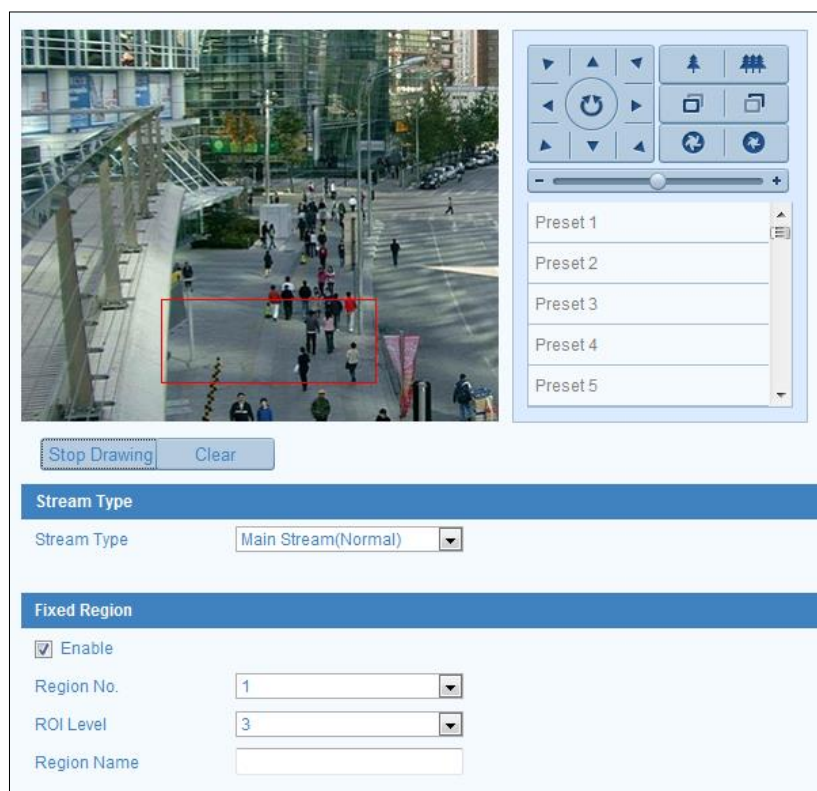 Preset 1
Preset 2
Preset 3
Preset 4
Preset 5
Stop Drawing Clear
Stream Type
Stream Type Main Stream(Normal)
Fixed Region
Enable
Region No. 1
ROI Level 3
Region Name